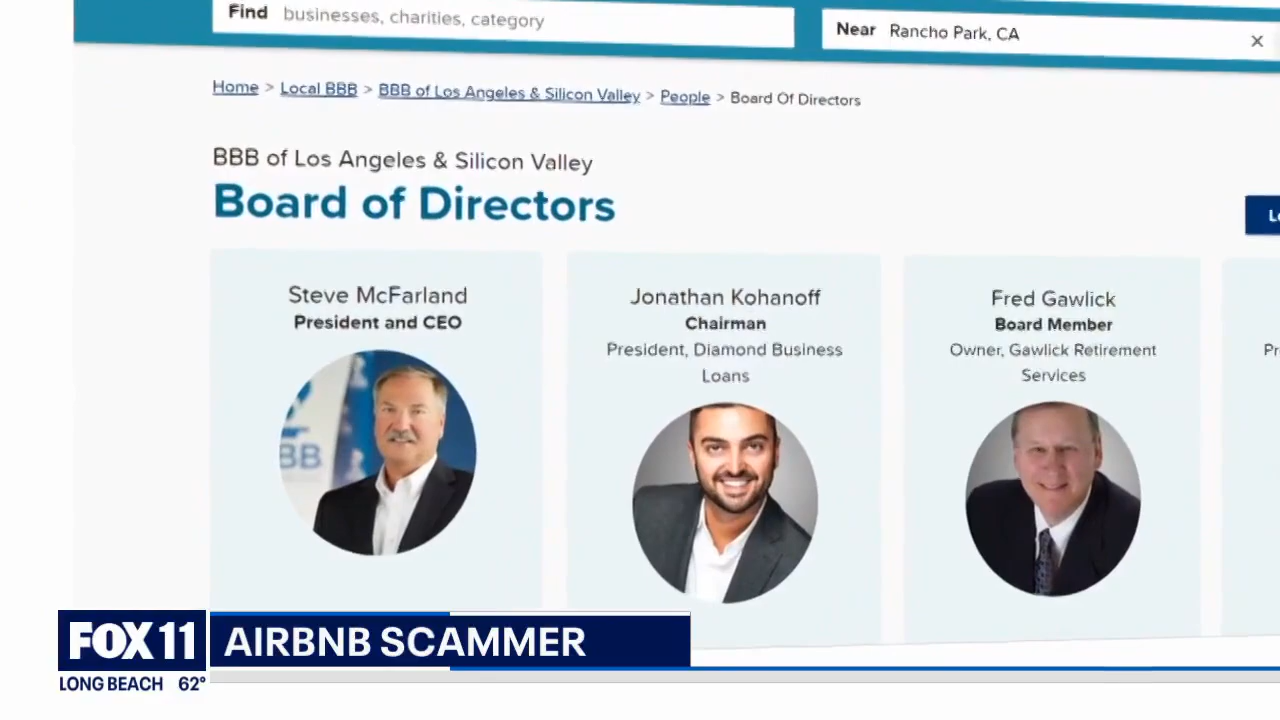 Find businesses, charities, category
Near Rancho Park, CA ×
Home > Local BBB > BBB of Los Angeles & Silicon Valley > People > Board Of Directors
BBB of Los Angeles & Silicon Valley
Board of Directors
Steve McFarland
President and CEO
BB
Jonathan Kohanoff
Chairman
President, Diamond Business
Loans
Fred Gawlick
Board Member
Owner, Gawlick Retirement
Services
FOX 11
AIRBNB SCAMMER
LONG BEACH 62°